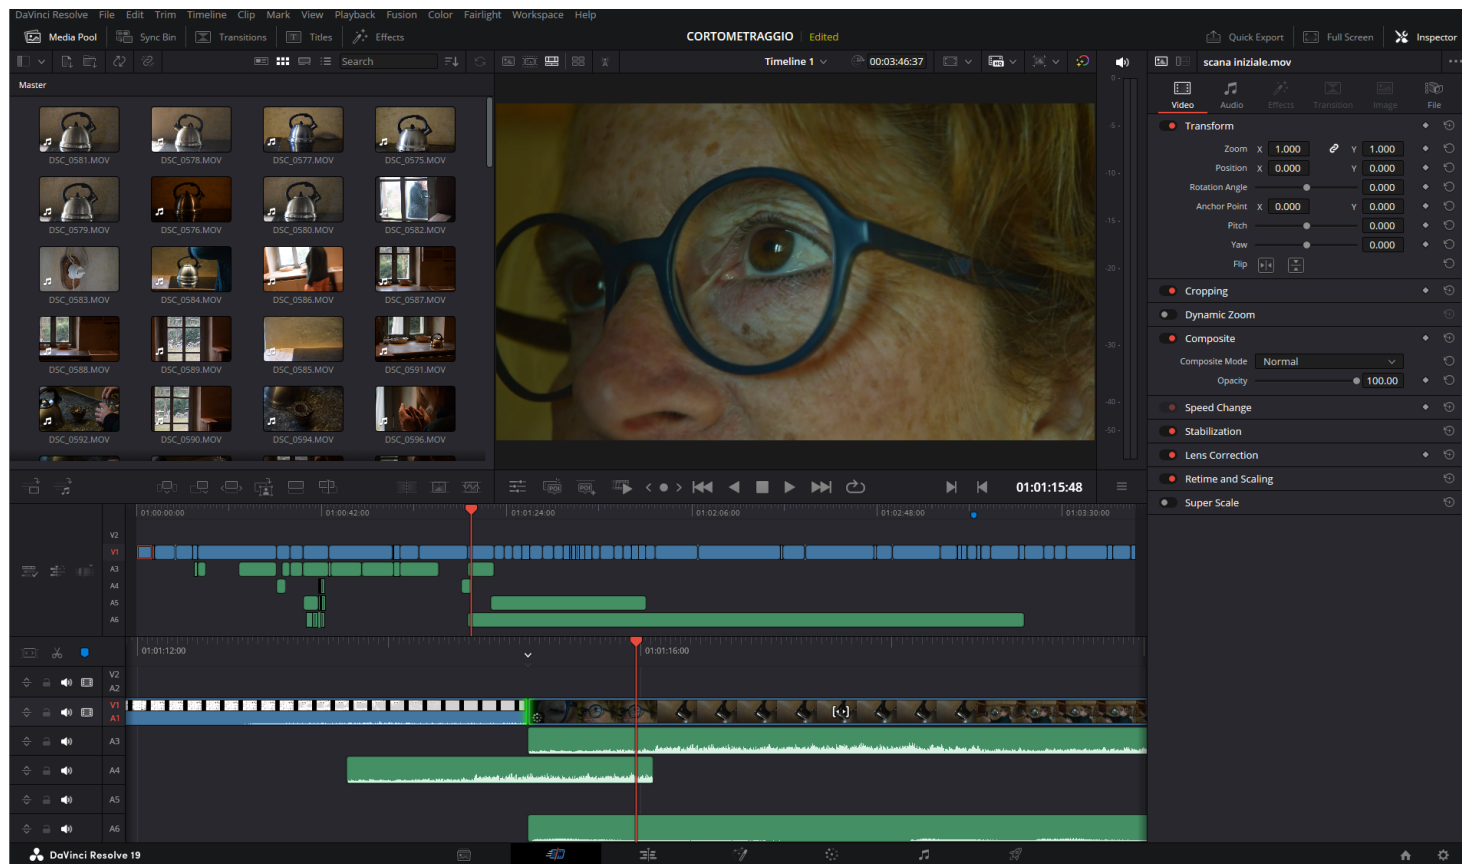 DaVinci Resolve File Edit Trim Timeline Clip Mark View Playback Fusion Color Fairlight Workspace Help
Media Pool Sync Bin Transitions Titles Effects CORTOMETRAGGIO Edited Quick Export Full Screen Inspector
Search Timeline 1 00:03:46:37 scana iniziale.mov
Master
DSC_0581.MOV DSC_0578.MOV DSC_0577.MOV DSC_0575.MOV
DSC_0579.MOV DSC_0576.MOV DSC_0580.MOV DSC_0582.MOV
DSC_0583.MOV DSC_0584.MOV DSC_0586.MOV DSC_0587.MOV
DSC_0588.MOV DSC_0589.MOV DSC_0585.MOV DSC_0591.MOV
DSC_0592.MOV DSC_0590.MOV DSC_0594.MOV DSC_0596.MOV
0
-5
-10
-15
-20
-30
-40
-50
Video Audio Effects Transition Image File
Transform
Zoom X 1.000 Y 1.000
Position X 0.000 Y 0.000
Rotation Angle 0.000
Anchor Point X 0.000 Y 0.000
Pitch 0.000
Yaw 0.000
Flip
Cropping
Dynamic Zoom
Composite
Composite Mode Normal
Opacity 100.00
Speed Change
Stabilization
Lens Correction
Retime and Scaling
Super Scale
01:01:15:48
01:00:00:00 01:00:42:00 01:01:24:00 01:02:06:00 01:02:48:00 01:03:30:00
V2
V1
A3
A4
A5
A6
01:01:12:00 01:01:16:00
V2
A2
V1
A1
A3
A4
A5
A6
DaVinci Resolve 19